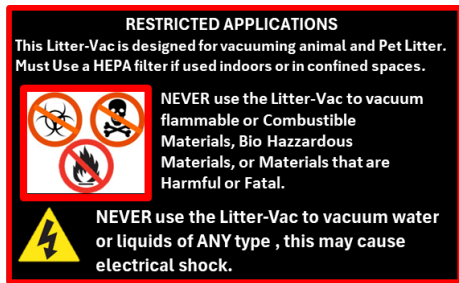 RESTRICTED APPLICATIONS
This Litter-Vac is designed for vacuuming animal and Pet Litter.
Must Use a HEPA filter if used indoors or in confined spaces.
NEVER use the Litter-Vac to vacuum
flammable or Combustible
Materials, Bio Hazzardous
Materials, or Materials that are
Harmful or Fatal.
NEVER use the Litter-Vac to vacuum water
or liquids of ANY type , this may cause
electrical shock.